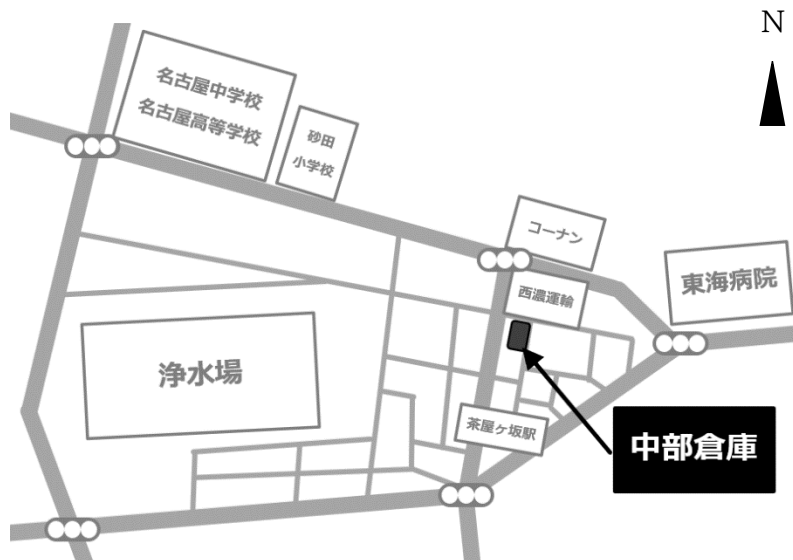 N
名古屋中学校
名古屋高等学校
砂田
小学校
コーナン
東海病院
西濃運輸
浄水場
茶屋ヶ坂駅
中部倉庫